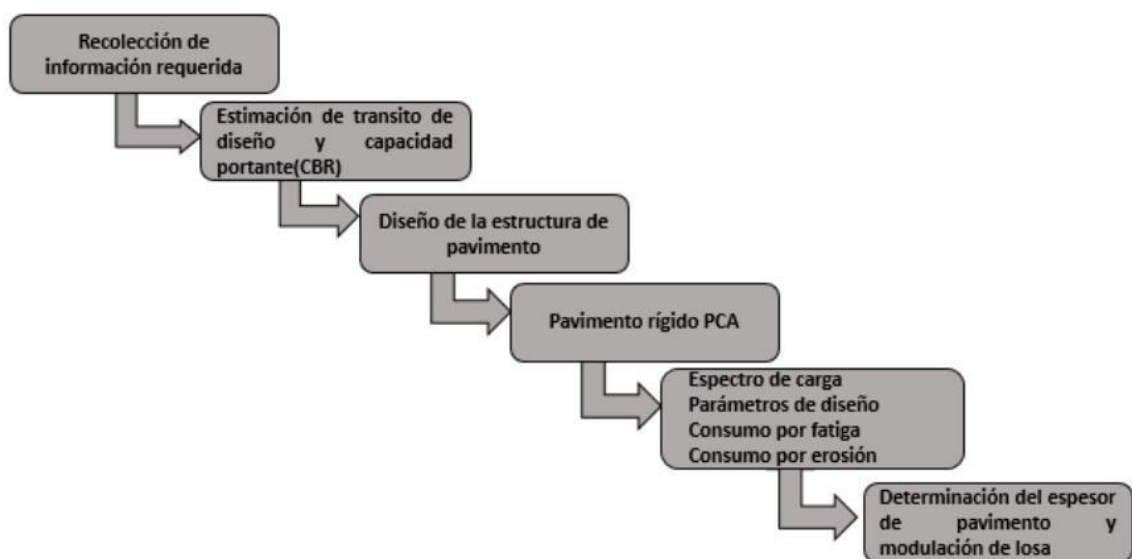 Recolección de
información requerida
Estimación de transito de
diseño y capacidad
portante(CBR)
Diseño de la estructura de
pavimento
Pavimento rígido PCA
Espectro de carga
Parámetros de diseño
Consumo por fatiga
Consumo por erosión
Determinación del espesor
de pavimento y
modulación de losa